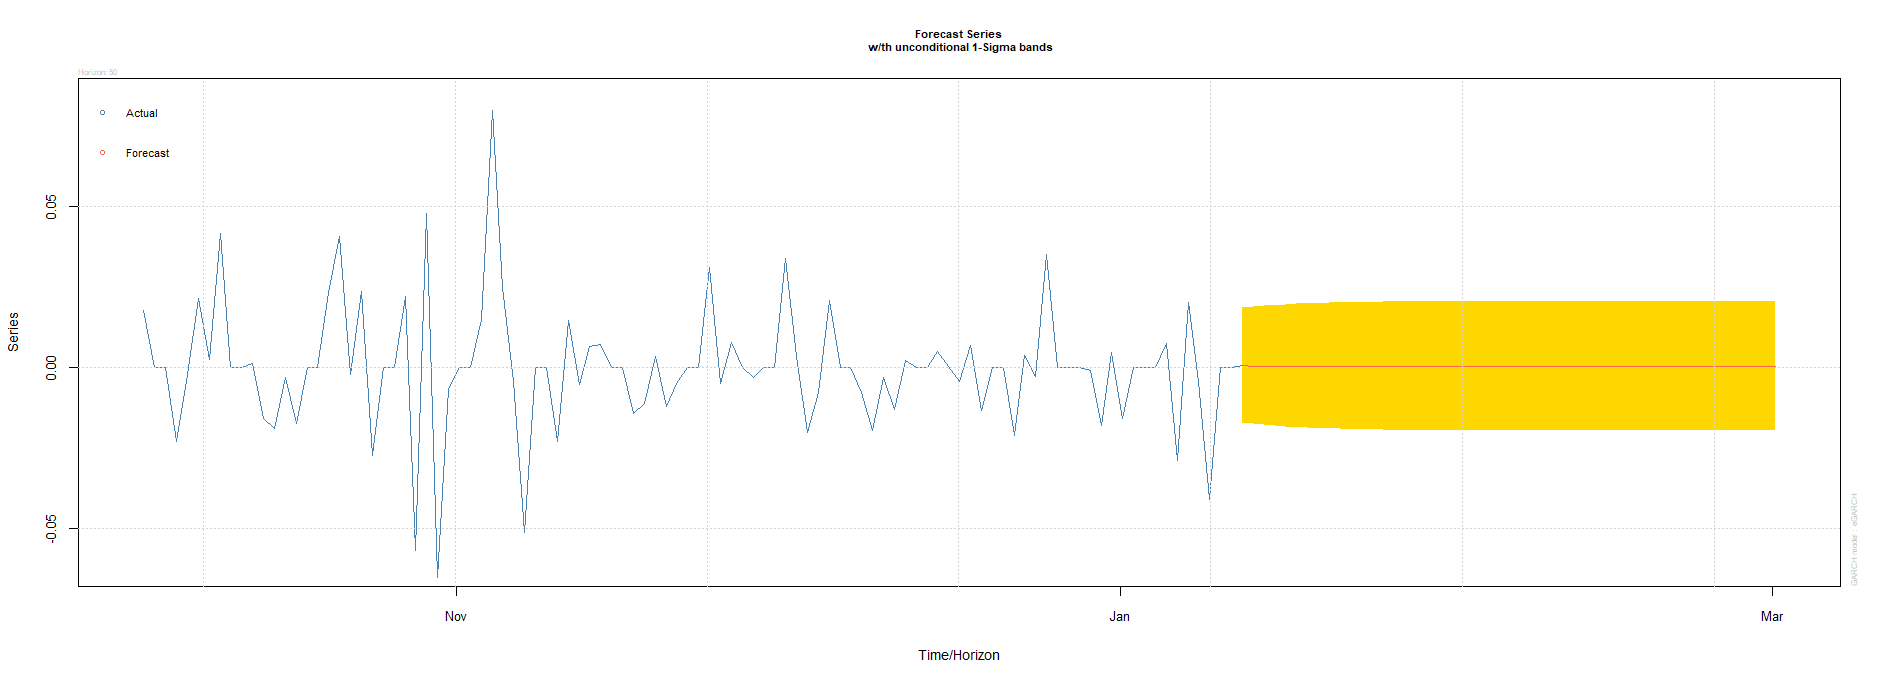 Forecast Series
w/th unconditional 1-Sigma bands
Horizon: 50
Actual
Forecast
0.05
0.00
-0.05
Series
Nov
Jan
Mar
Time/Horizon
GARCH model : eGARCH